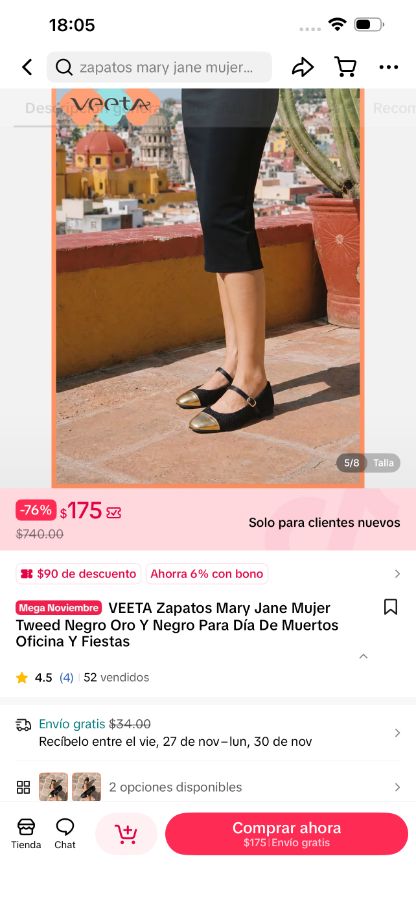 18:05
zapatos mary jane mujer...
VEETA
Recom
5/8 Talla
-76% $175
$740.00
Solo para clientes nuevos
$90 de descuento
Ahorra 6% con bono
Mega Noviembre VEETA Zapatos Mary Jane Mujer
Tweed Negro Oro Y Negro Para Día De Muertos
Oficina Y Fiestas
4.5 (4) 52 vendidos
Envío gratis $34.00
Recíbelo entre el vie, 27 de nov–lun, 30 de nov
2 opciones disponibles
Tienda
Chat
Comprar ahora
$175 | Envío gratis